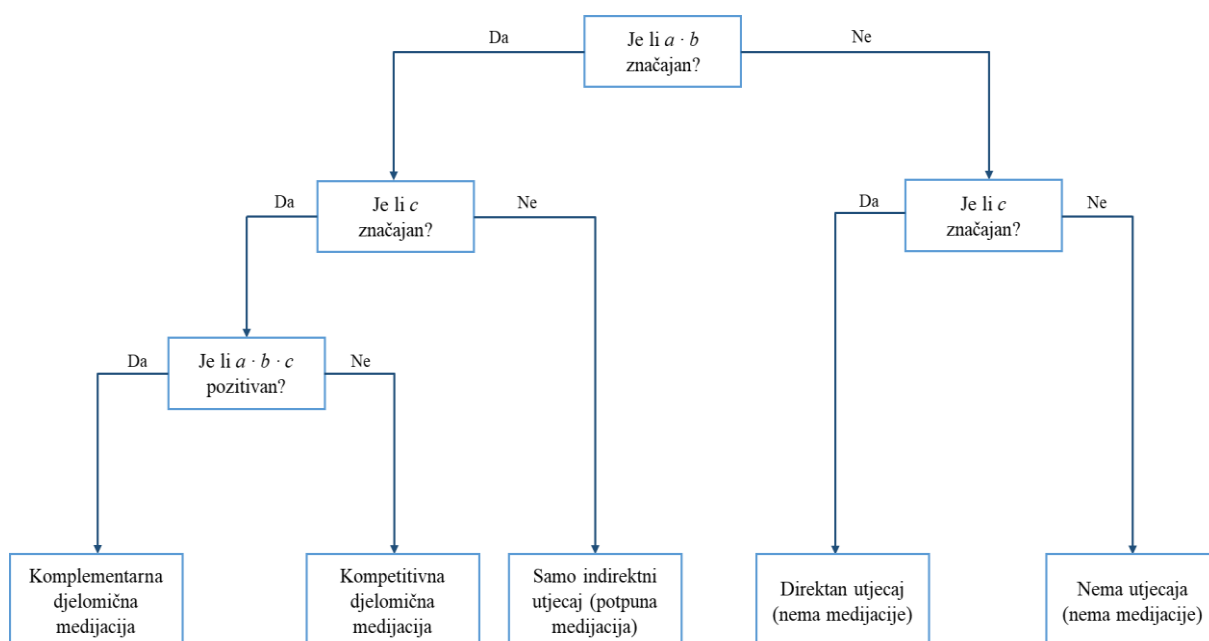 Da
Je li a · b
značajan?
Ne
Da
Je li c
značajan?
Ne
Da
Je li c
značajan?
Ne
Da
Je li a · b · c
pozitivan?
Ne
Komplementarna
djelomična
medijacija
Kompetitivna
djelomična
medijacija
Samo indirektni
utjecaj (potpuna
medijacija)
Direktan utjecaj
(nema medijacije)
Nema utjecaja
(nema medijacije)